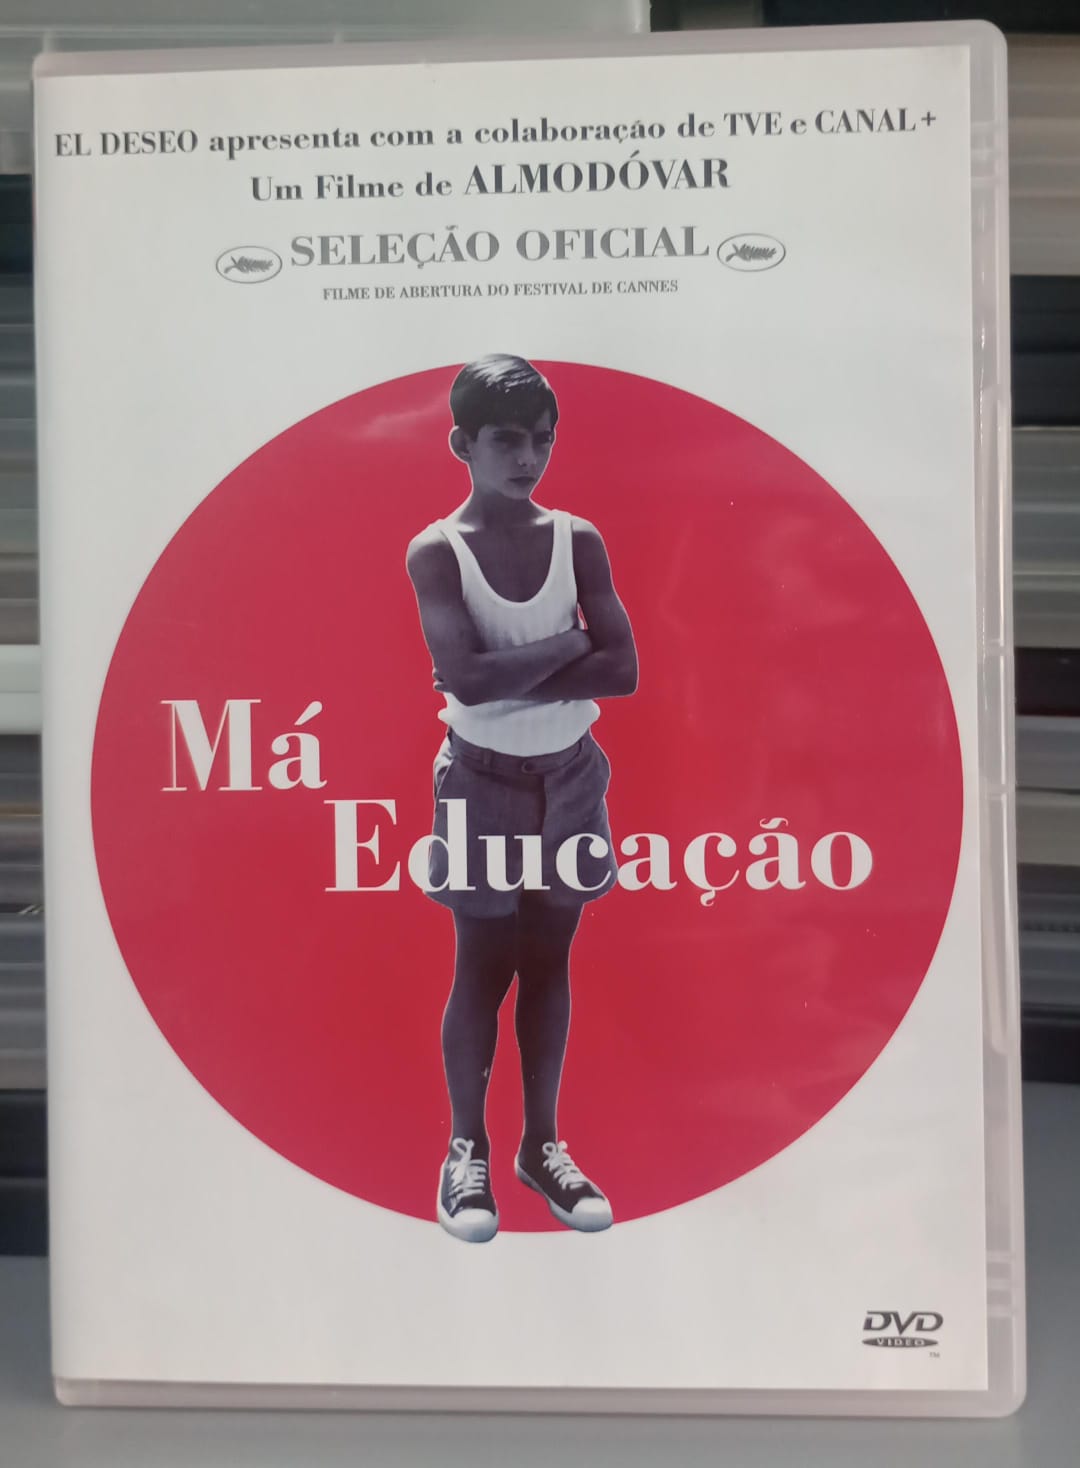 EL DESEO apresenta com a colaboração de TVE e CANAL+
Um Filme de ALMODÓVAR
SELEÇÃO OFICIAL
FILME DE ABERTURA DO FESTIVAL DE CANNES
Má
Educação
DVD
VIDEO
TM